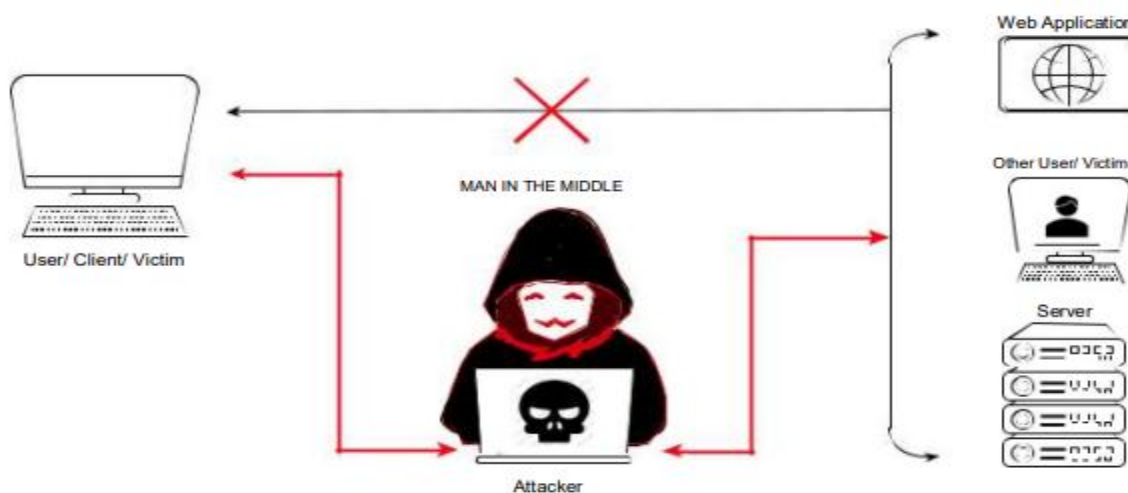 Web Application
User/ Client/ Victim
MAN IN THE MIDDLE
Other User/ Victim
Server
Attacker